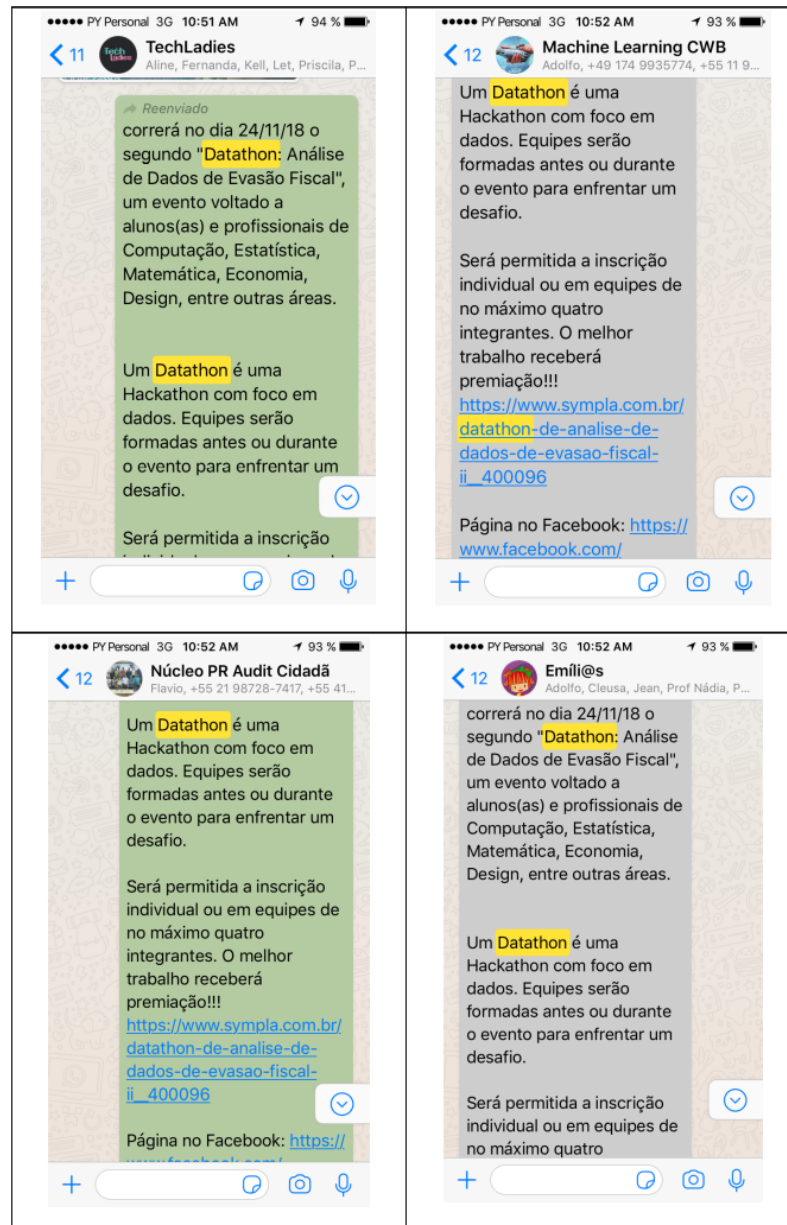 PY Personal 3G 10:51 AM 94 %
11 TechLadies
Aline, Fernanda, Kell, Let, Priscila, P...
Tech
Ladies
Reenviado
correrá no dia 24/11/18 o
segundo "Datathon: Análise
de Dados de Evasão Fiscal",
um evento voltado a
alunos(as) e profissionais de
Computação, Estatística,
Matemática, Economia,
Design, entre outras áreas.
Um Datathon é uma
Hackathon com foco em
dados. Equipes serão
formadas antes ou durante
o evento para enfrentar um
desafio.
Será permitida a inscrição
PY Personal 3G 10:52 AM 93 %
12 Machine Learning CWB
Adolfo, +49 174 9935774, +55 11 9...
Um Datathon é uma
Hackathon com foco em
dados. Equipes serão
formadas antes ou durante
o evento para enfrentar um
desafio.
Será permitida a inscrição
individual ou em equipes de
no máximo quatro
integrantes. O melhor
trabalho receberá
premiação!!!
https://www.sympla.com.br/
datathon-de-analise-de-
dados-de-evasao-fiscal-
ii__400096
Página no Facebook: https://
www.facebook.com/
PY Personal 3G 10:52 AM 93 %
12 Núcleo PR Audit Cidadã
Flavio, +55 21 98728-7417, +55 41...
Um Datathon é uma
Hackathon com foco em
dados. Equipes serão
formadas antes ou durante
o evento para enfrentar um
desafio.
Será permitida a inscrição
individual ou em equipes de
no máximo quatro
integrantes. O melhor
trabalho receberá
premiação!!!
https://www.sympla.com.br/
datathon-de-analise-de-
dados-de-evasao-fiscal-
ii__400096
Página no Facebook: https://
PY Personal 3G 10:52 AM 93 %
12 Emíli@s
Adolfo, Cleusa, Jean, Prof Nádia, P...
correrá no dia 24/11/18 o
segundo "Datathon: Análise
de Dados de Evasão Fiscal",
um evento voltado a
alunos(as) e profissionais de
Computação, Estatística,
Matemática, Economia,
Design, entre outras áreas.
Um Datathon é uma
Hackathon com foco em
dados. Equipes serão
formadas antes ou durante
o evento para enfrentar um
desafio.
Será permitida a inscrição
individual ou em equipes de
no máximo quatro